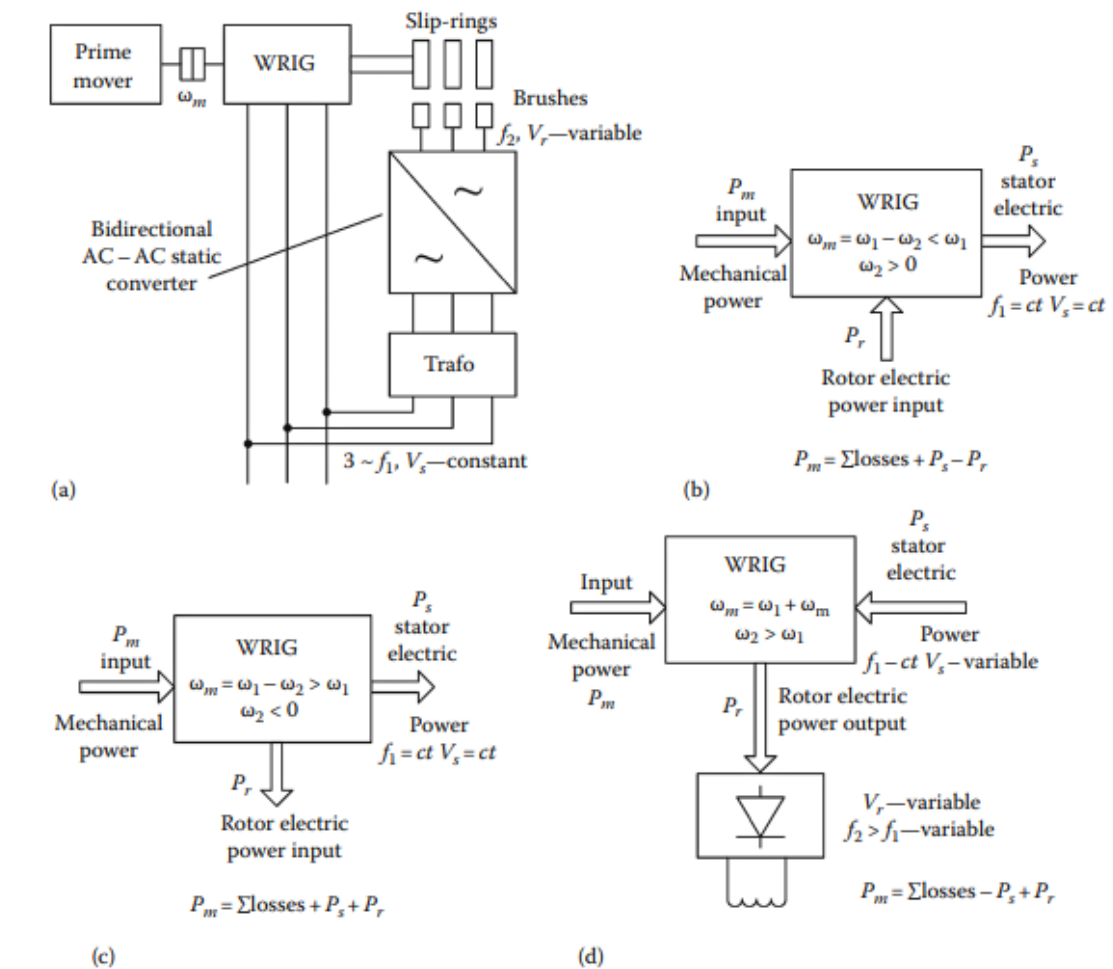 Slip-rings
Prime
mover
ω_m
WRIG
Brushes
f_2, V_r—variable
Bidirectional
AC – AC static
converter
Trafo
3 ~ f_1, V_s—constant
(a)
P_m
input
Mechanical
power
WRIG
ω_m = ω_1 – ω_2 < ω_1
ω_2 > 0
P_s
stator
electric
Power
f_1 = ct V_s = ct
P_r
Rotor electric
power input
P_m = Σlosses + P_s – P_r
(b)
P_m
input
Mechanical
power
WRIG
ω_m = ω_1 – ω_2 > ω_1
ω_2 < 0
P_s
stator
electric
Power
f_1 = ct V_s = ct
P_r
Rotor electric
power input
P_m = Σlosses + P_s + P_r
(c)
Input
Mechanical
power
P_m
WRIG
ω_m = ω_1 + ω_m
ω_2 > ω_1
P_s
stator
electric
Power
f_1 – ct V_s – variable
P_r
Rotor electric
power output
V_r—variable
f_2 > f_1—variable
P_m = Σlosses – P_s + P_r
(d)